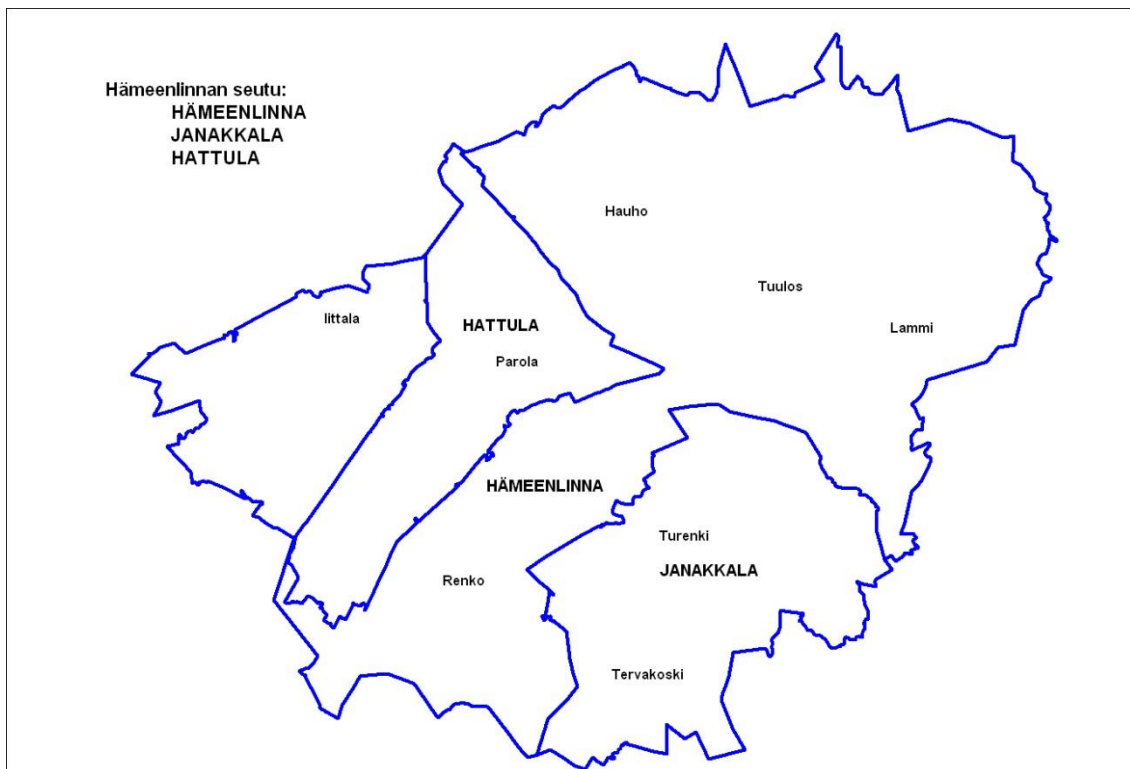 Hämeenlinnan seutu:
HÄMEENLINNA
JANAKKALA
HATTULA
Hauho
Tuulos
Iittala
HATTULA
Lammi
Parola
HÄMEENLINNA
Turenki
JANAKKALA
Renko
Tervakoski